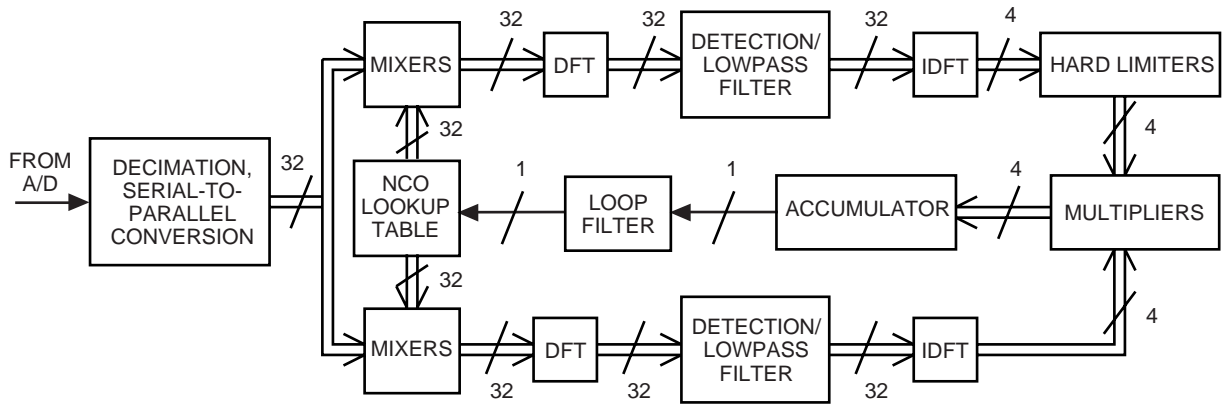 32
32
32
4
MIXERS
DFT
DETECTION/
LOWPASS
FILTER
IDFT
HARD LIMITERS
32
4
FROM
A/D
DECIMATION,
SERIAL-TO-
PARALLEL
CONVERSION
32
NCO
LOOKUP
TABLE
1
LOOP
FILTER
1
ACCUMULATOR
4
MULTIPLIERS
32
4
MIXERS
DFT
DETECTION/
LOWPASS
FILTER
IDFT
32
32
32